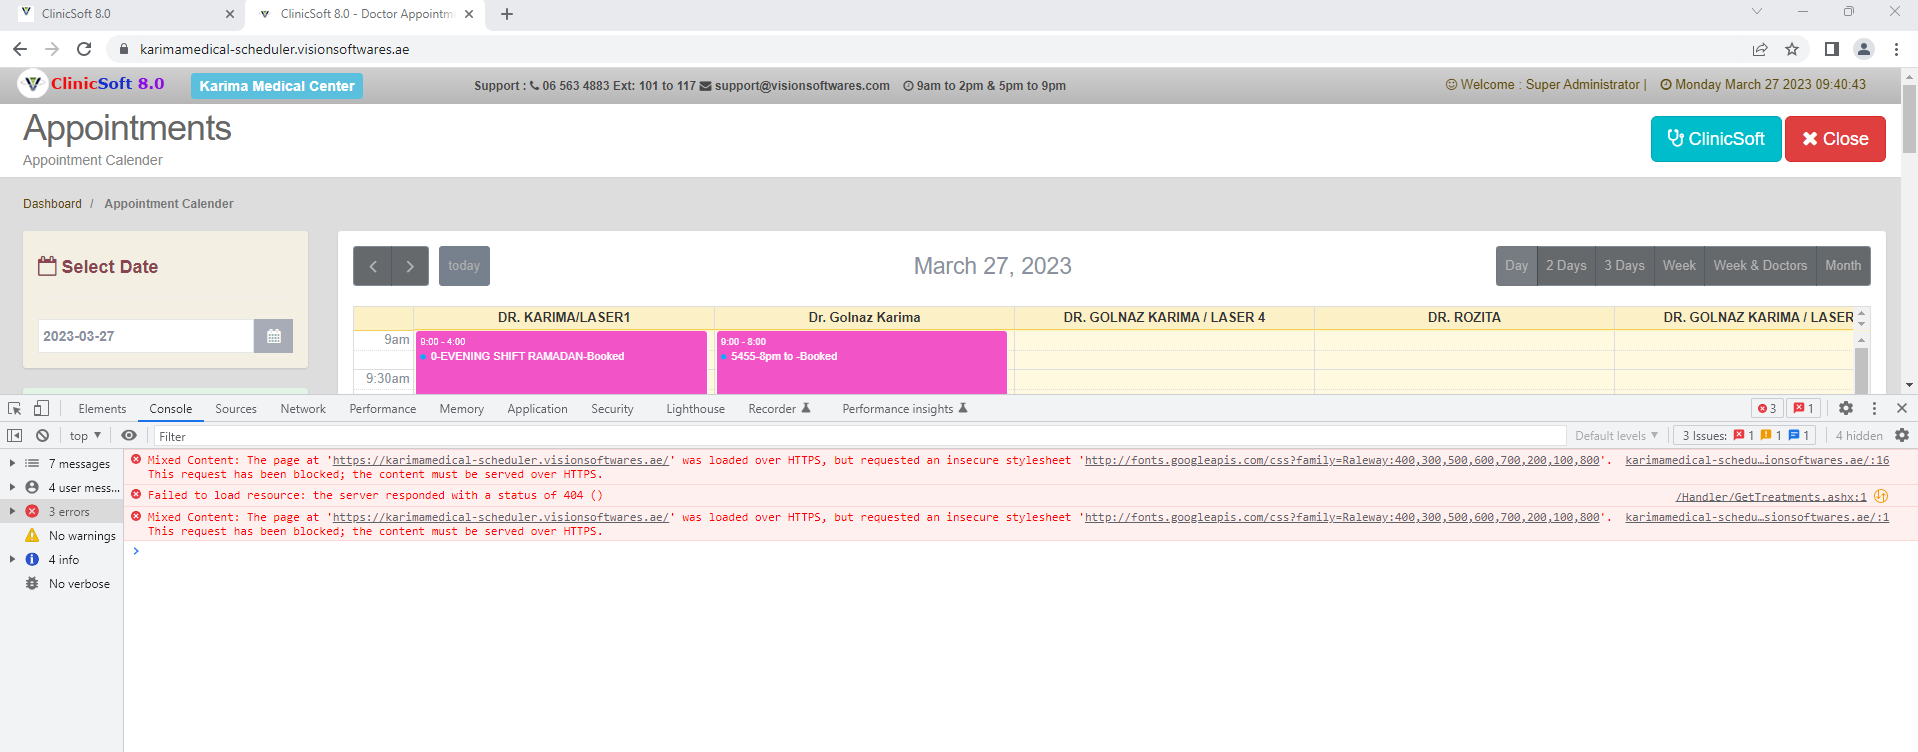 ClinicSoft 8.0
ClinicSoft 8.0 - Doctor Appointm
karimamedical-scheduler.visionsoftwares.ae
ClinicSoft 8.0
Karima Medical Center
Support : 06 563 4883 Ext: 101 to 117 support@visionsoftwares.com 9am to 2pm & 5pm to 9pm
Welcome : Super Administrator | Monday March 27 2023 09:40:43
Appointments
Appointment Calender
ClinicSoft
Close
Dashboard / Appointment Calender
Select Date
2023-03-27
today
March 27, 2023
Day 2 Days 3 Days Week Week & Doctors Month
DR. KARIMA/LASER1 Dr. Golnaz Karima DR. GOLNAZ KARIMA / LASER 4 DR. ROZITA DR. GOLNAZ KARIMA / LASER
9am
9:00 - 4:00
0-EVENING SHIFT RAMADAN-Booked
9:00 - 8:00
5455-8pm to -Booked
9:30am
Elements Console Sources Network Performance Memory Application Security Lighthouse Recorder Performance insights
3 1
top
Filter
Default levels
3 Issues: 1 1 1
4 hidden
7 messages
4 user mess...
3 errors
No warnings
4 info
No verbose
Mixed Content: The page at 'https://karimamedical-scheduler.visionsoftwares.ae/' was loaded over HTTPS, but requested an insecure stylesheet 'http://fonts.googleapis.com/css?family=Raleway:400,300,500,600,700,200,100,800'. karimamedical-schedu…ionsoftwares.ae/:16
This request has been blocked; the content must be served over HTTPS.
Failed to load resource: the server responded with a status of 404 () /Handler/GetTreatments.ashx:1
Mixed Content: The page at 'https://karimamedical-scheduler.visionsoftwares.ae/' was loaded over HTTPS, but requested an insecure stylesheet 'http://fonts.googleapis.com/css?family=Raleway:400,300,500,600,700,200,100,800'. karimamedical-schedu…sionsoftwares.ae/:1
This request has been blocked; the content must be served over HTTPS.